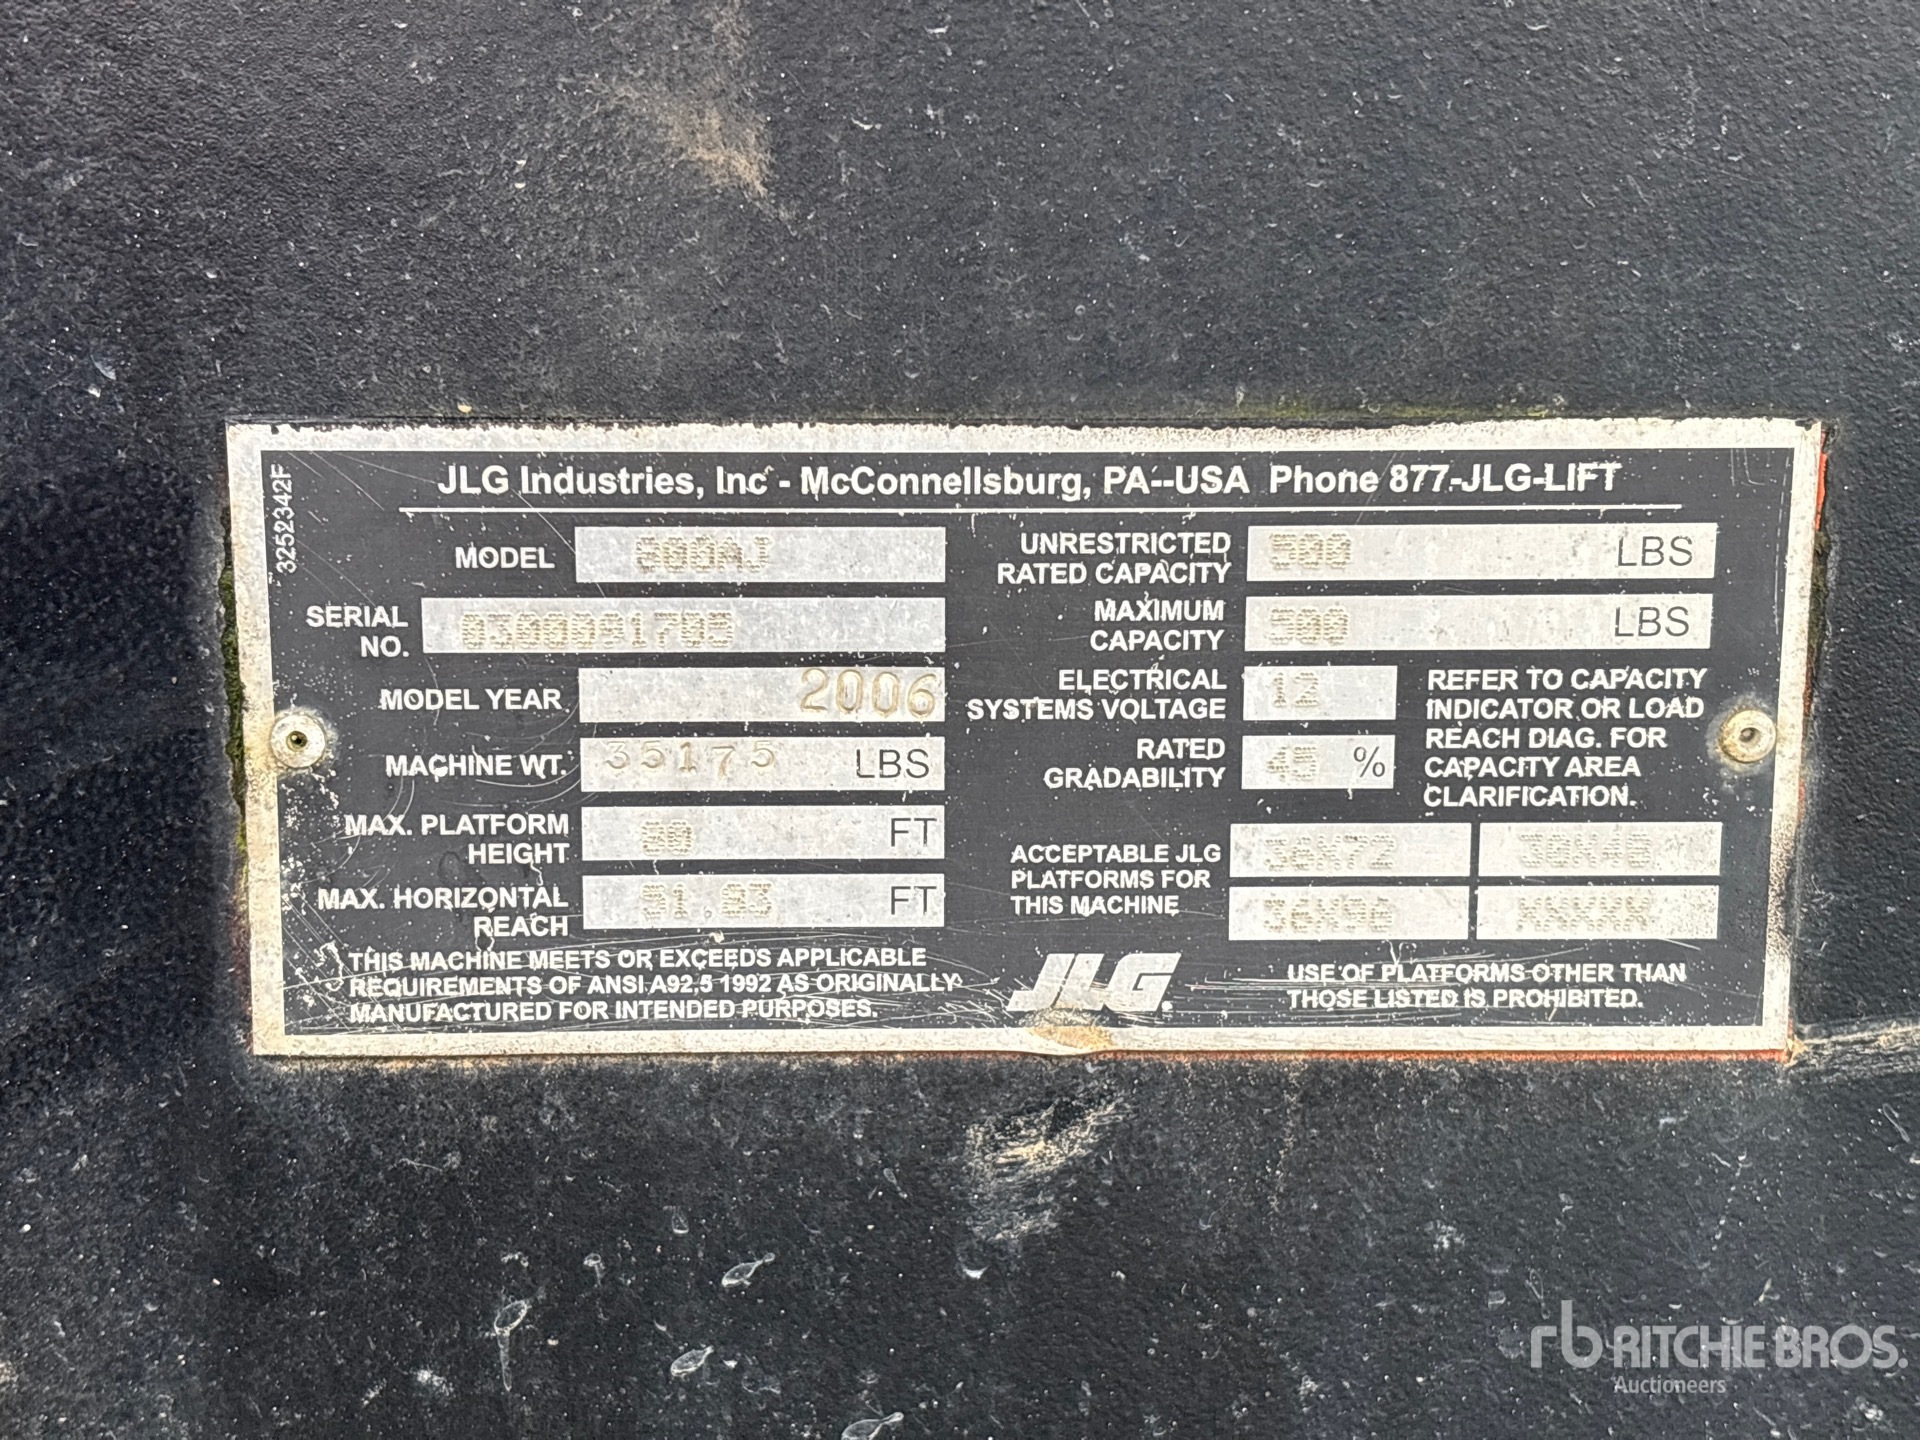 JLG Industries, Inc - McConnellsburg, PA--USA Phone 877-JLG-LIFT
3252342F
MODEL 800AJ
SERIAL NO. 0300091705
MODEL YEAR 2006
MACHINE WT. 35175 LBS
MAX. PLATFORM HEIGHT 80 FT
MAX. HORIZONTAL REACH FT
THIS MACHINE MEETS OR EXCEEDS APPLICABLE
REQUIREMENTS OF ANSI A92.5 1992 AS ORIGINALLY
MANUFACTURED FOR INTENDED PURPOSES.
UNRESTRICTED RATED CAPACITY 500 LBS
MAXIMUM CAPACITY 500 LBS
ELECTRICAL SYSTEMS VOLTAGE 12
RATED GRADABILITY 45 %
REFER TO CAPACITY
INDICATOR OR LOAD
REACH DIAG. FOR
CAPACITY AREA
CLARIFICATION.
ACCEPTABLE JLG
PLATFORMS FOR
THIS MACHINE
36X72 30X48
36X96 XXXXX
JLG
USE OF PLATFORMS OTHER THAN
THOSE LISTED IS PROHIBITED.
rb RITCHIE BROS.
Auctioneers